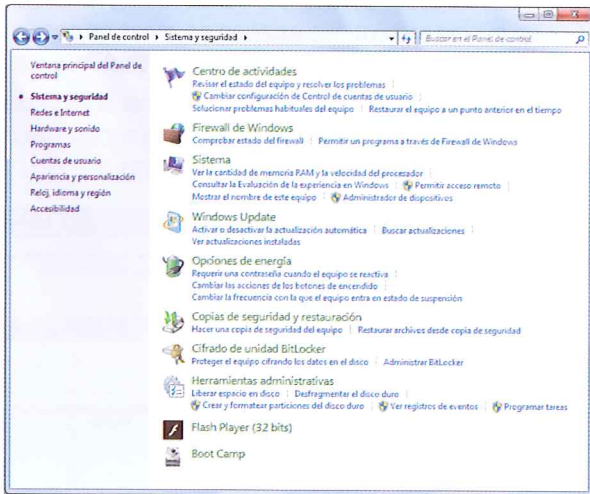 Panel de control ▸ Sistema y seguridad ▸
Buscar en el Panel de control
Ventana principal del Panel de
control
Sistema y seguridad
Redes e Internet
Hardware y sonido
Programas
Cuentas de usuario
Apariencia y personalización
Reloj, idioma y región
Accesibilidad
Centro de actividades
Revisar el estado del equipo y resolver los problemas
Cambiar configuración de Control de cuentas de usuario
Solucionar problemas habituales del equipo Restaurar el equipo a un punto anterior en el tiempo
Firewall de Windows
Comprobar estado del firewall Permitir un programa a través de Firewall de Windows
Sistema
Ver la cantidad de memoria RAM y la velocidad del procesador
Consultar la Evaluación de la experiencia en Windows Permitir acceso remoto
Mostrar el nombre de este equipo Administrador de dispositivos
Windows Update
Activar o desactivar la actualización automática Buscar actualizaciones
Ver actualizaciones instaladas
Opciones de energía
Requerir una contraseña cuando el equipo se reactiva
Cambiar las acciones de los botones de encendido
Cambiar la frecuencia con la que el equipo entra en estado de suspensión
Copias de seguridad y restauración
Hacer una copia de seguridad del equipo Restaurar archivos desde copia de seguridad
Cifrado de unidad BitLocker
Proteger el equipo cifrando los datos en el disco Administrar BitLocker
Herramientas administrativas
Liberar espacio en disco Desfragmentar el disco duro
Crear y formatear particiones del disco duro Ver registros de eventos Programar tareas
Flash Player (32 bits)
Boot Camp